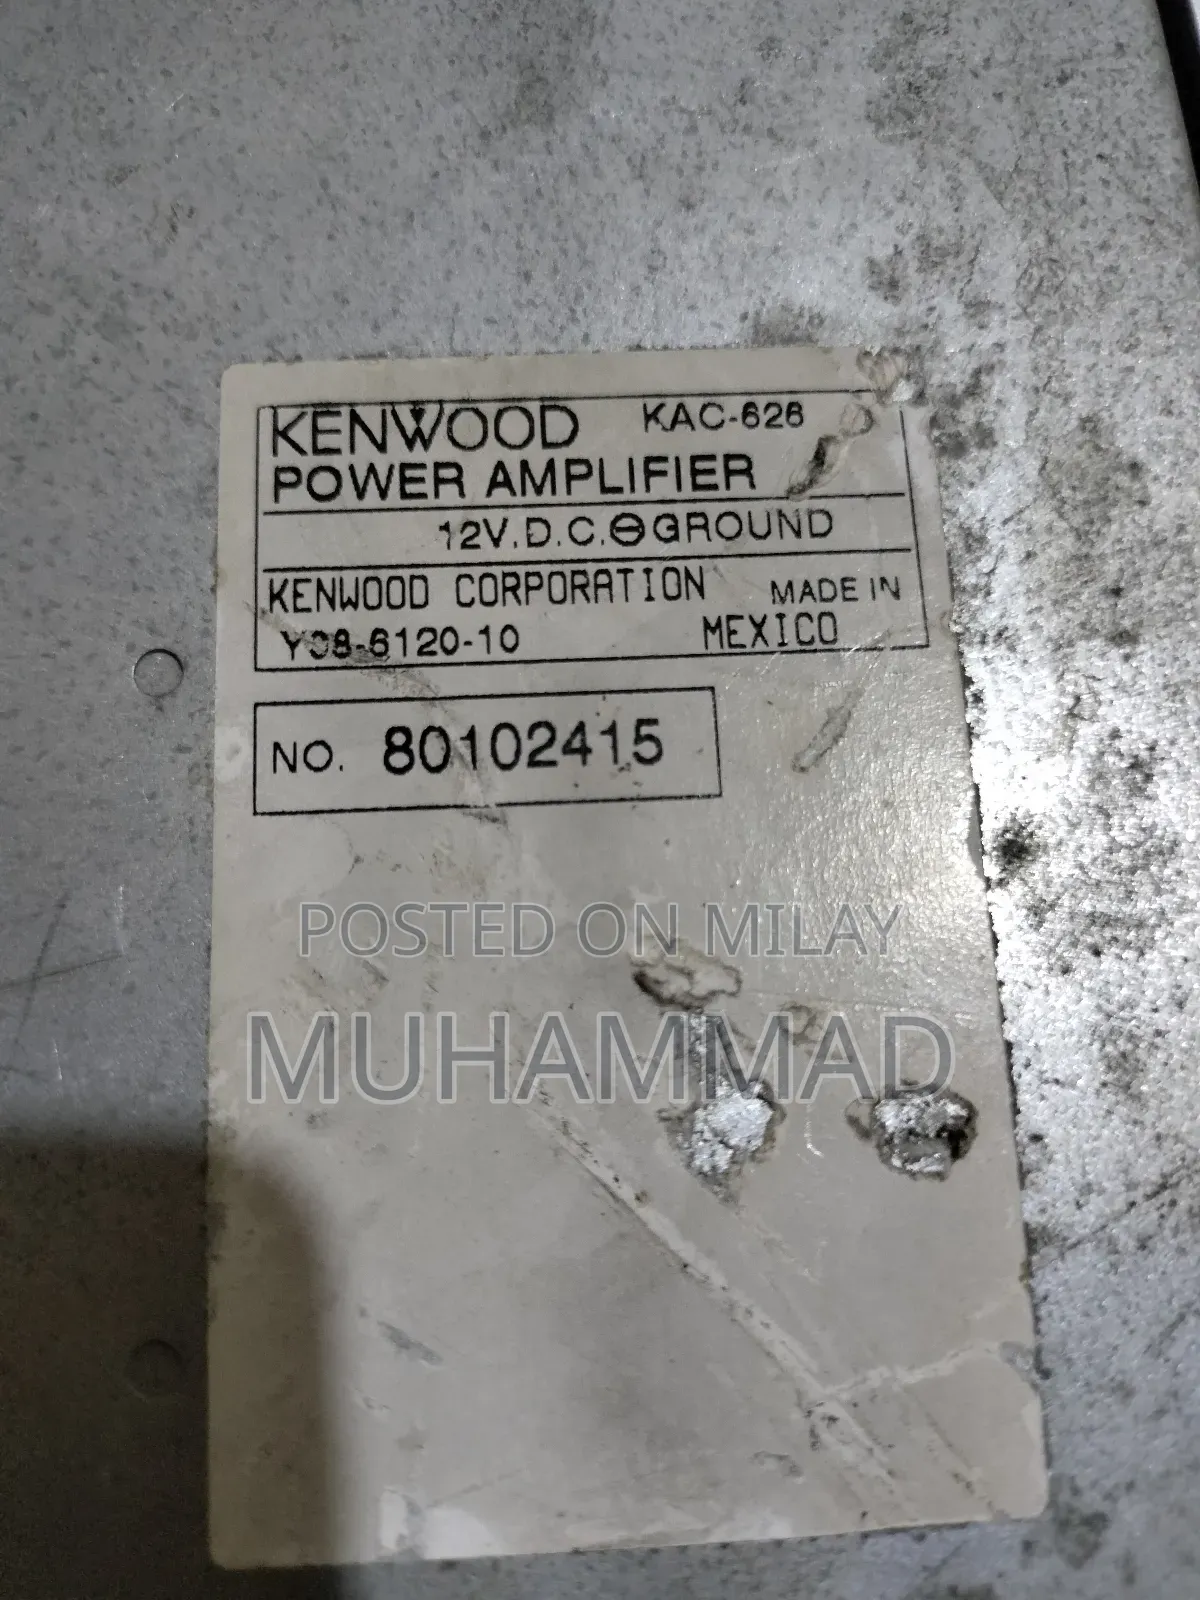 KENWOOD KAC-626
POWER AMPLIFIER
12V.D.C.⊖GROUND
KENWOOD CORPORATION MADE IN
Y08-6120-10 MEXICO
NO. 80102415
POSTED ON MILAY
MUHAMMAD